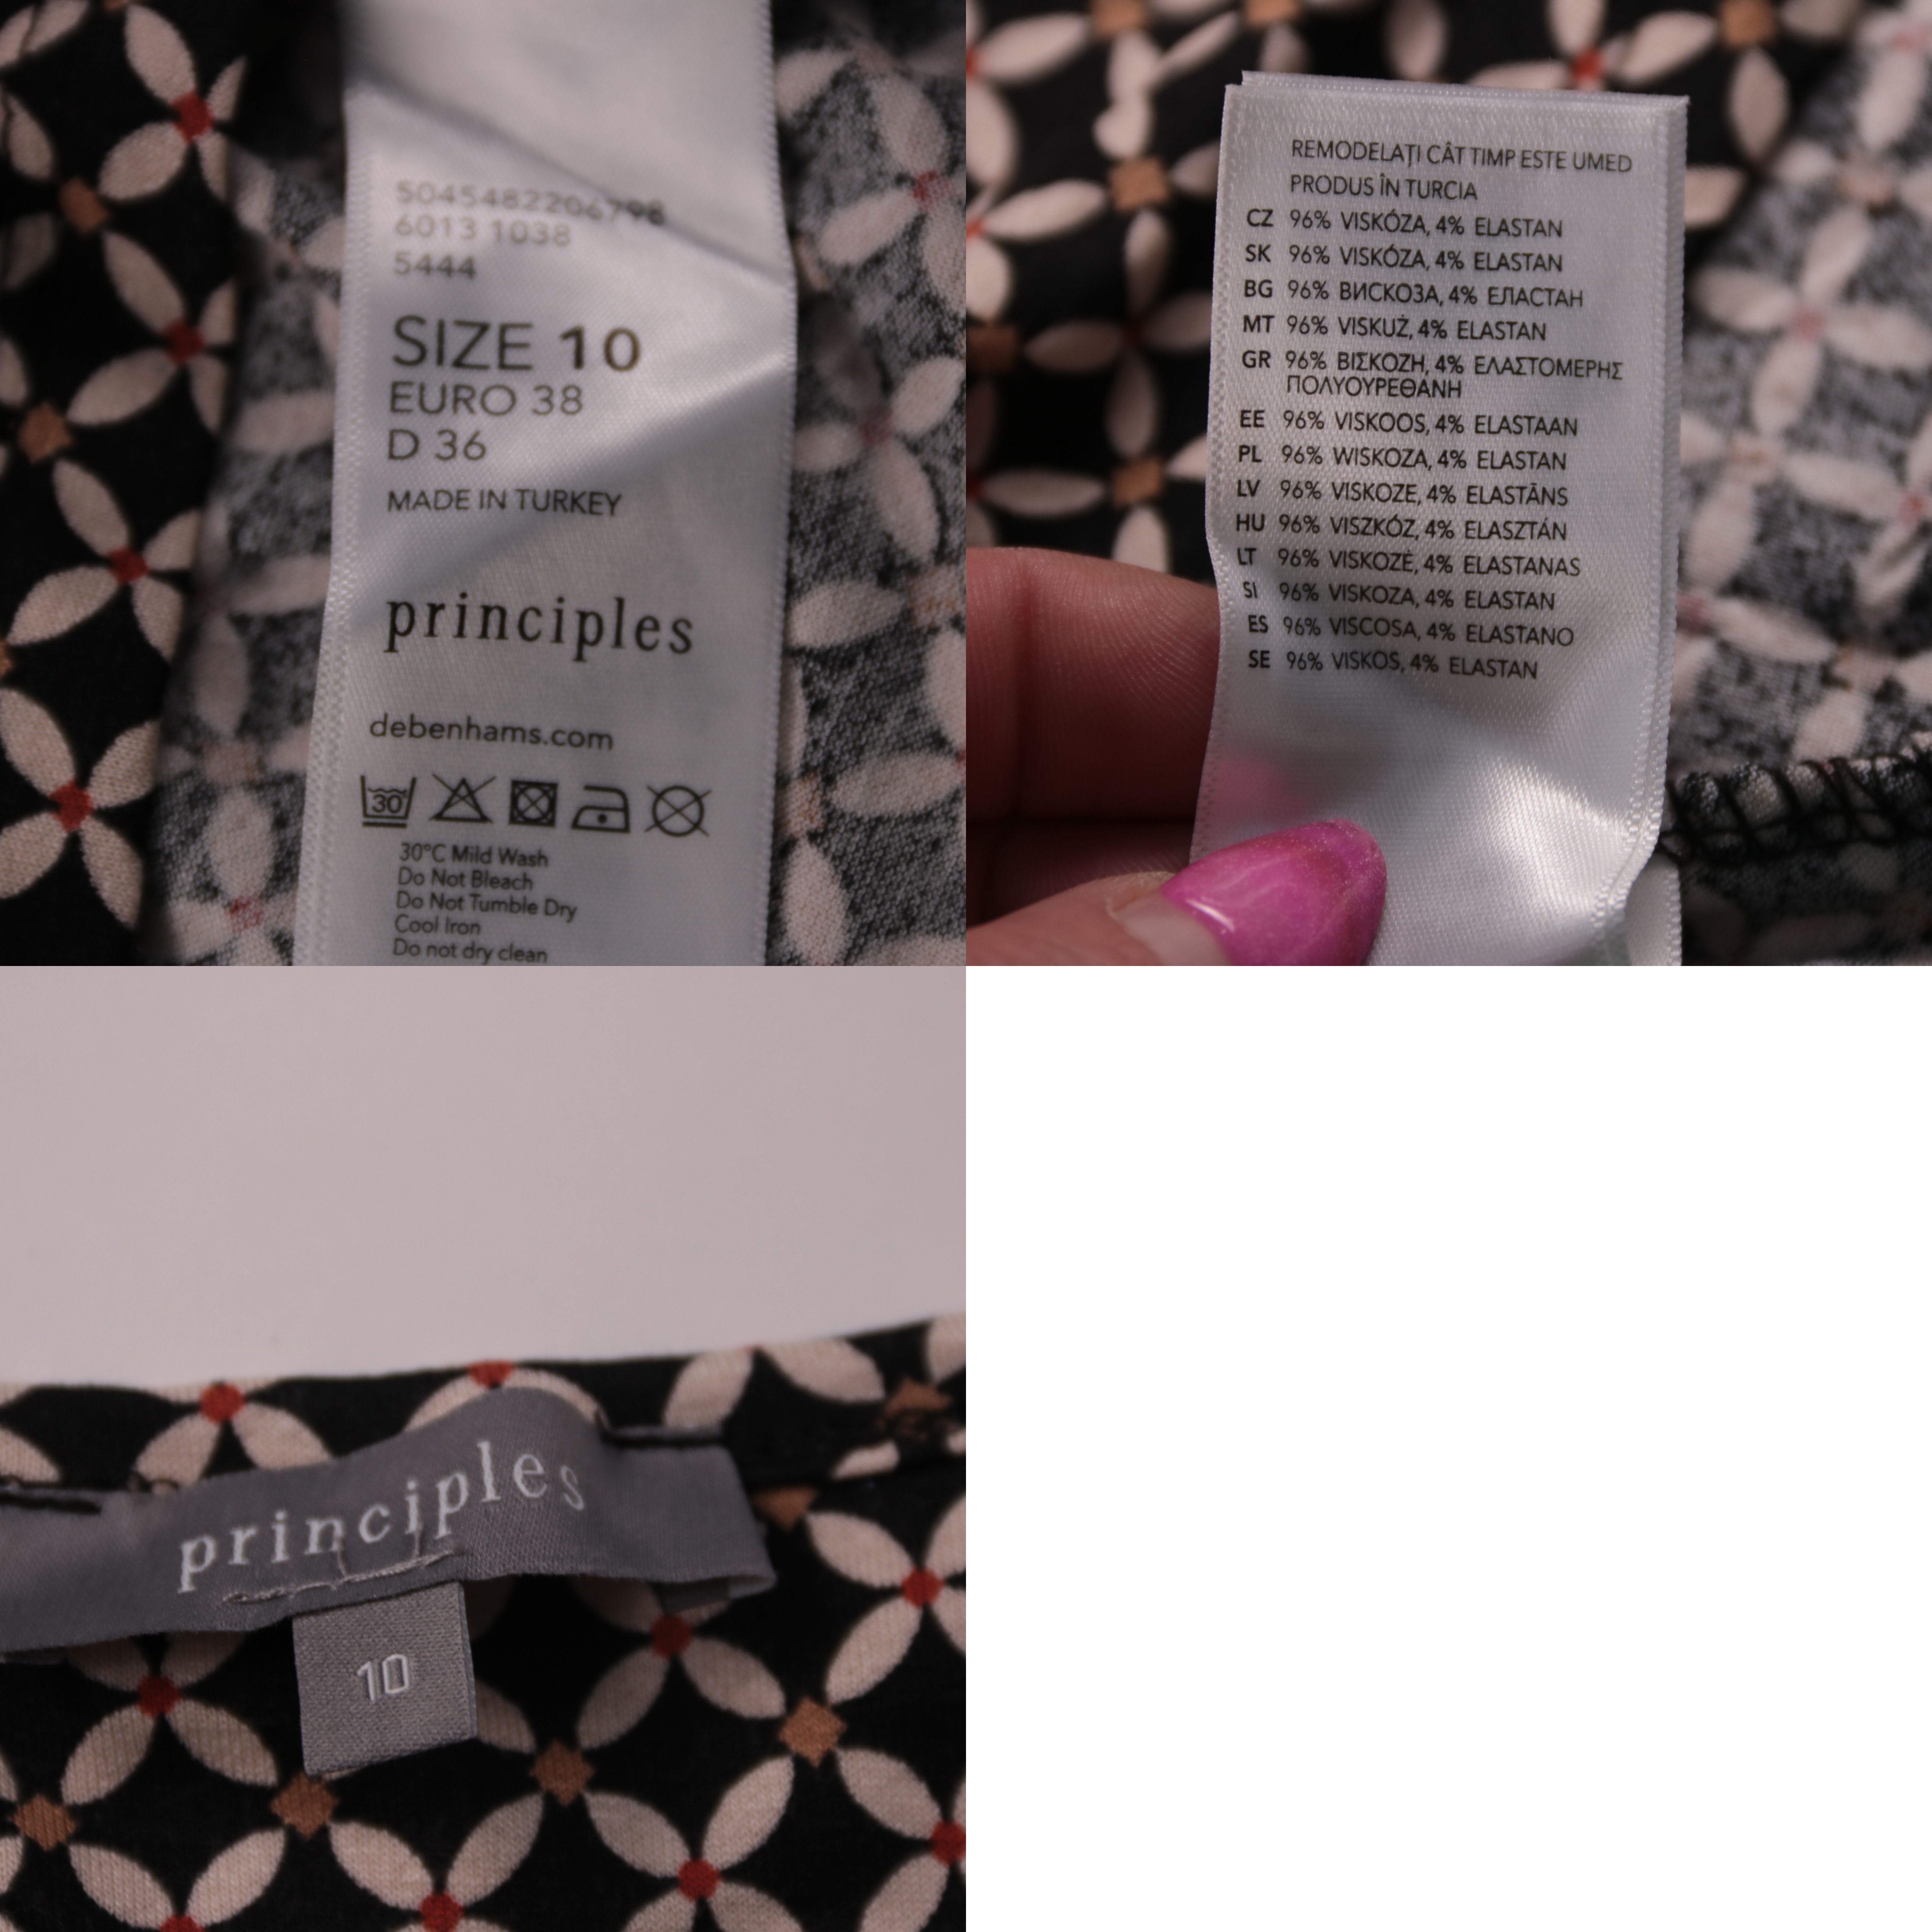 5045482206798
6013 1038
5444
SIZE 10
EURO 38
D 36
MADE IN TURKEY
principles
debenhams.com
30
30°C Mild Wash
Do Not Bleach
Do Not Tumble Dry
Cool Iron
Do not dry clean
REMODELAȚI CÂT TIMP ESTE UMED
PRODUS ÎN TURCIA
CZ 96% VISKÓZA, 4% ELASTAN
SK 96% VISKÓZA, 4% ELASTAN
BG 96% ВИСКОЗА, 4% ЕЛАСТАН
MT 96% VISKUŻ, 4% ELASTAN
GR 96% ΒΙΣΚΟΖΗ, 4% ΕΛΑΣΤΟΜΕΡΗΣ
ΠΟΛΥΟΥΡΕΘΑΝΗ
EE 96% VISKOOS, 4% ELASTAAN
PL 96% WISKOZA, 4% ELASTAN
LV 96% VISKOZE, 4% ELASTĀNS
HU 96% VISZKÓZ, 4% ELASZTÁN
LT 96% VISKOZĖ, 4% ELASTANAS
SI 96% VISKOZA, 4% ELASTAN
ES 96% VISCOSA, 4% ELASTANO
SE 96% VISKOS, 4% ELASTAN
principles
10